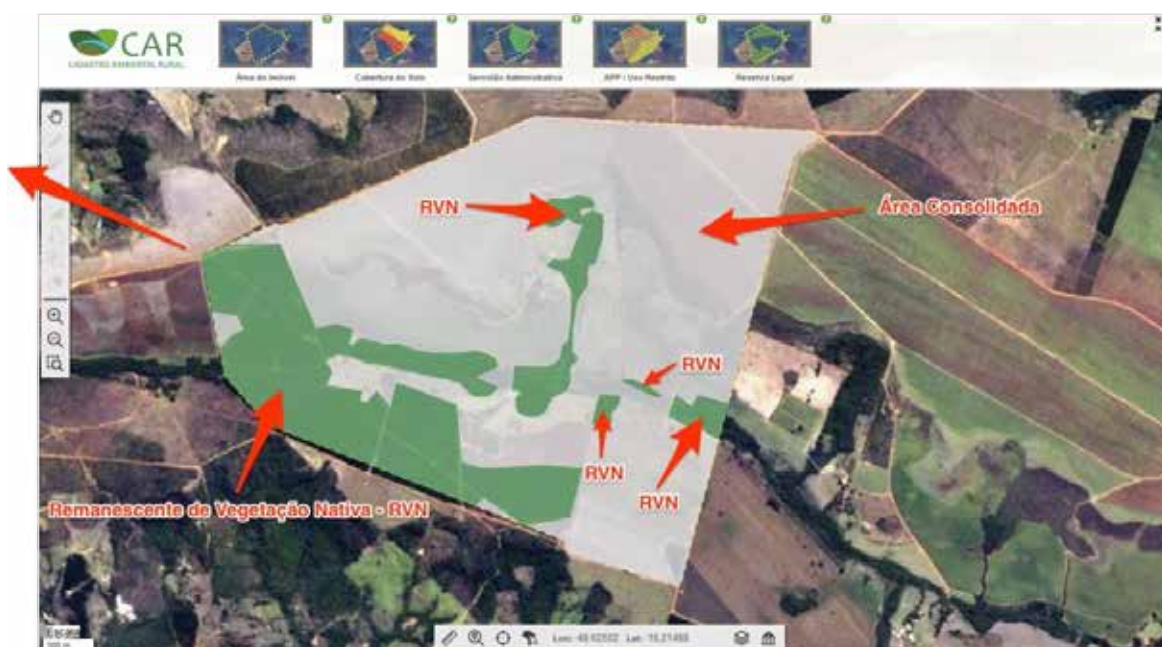 CAR
CADASTRO AMBIENTAL RURAL
Área do Imóvel
Cobertura do Solo
Servidão Administrativa
APP / Uso Restrito
Reserva Legal
RVN
Área Consolidada
RVN
RVN
RVN
Remanescente de Vegetação Nativa - RVN